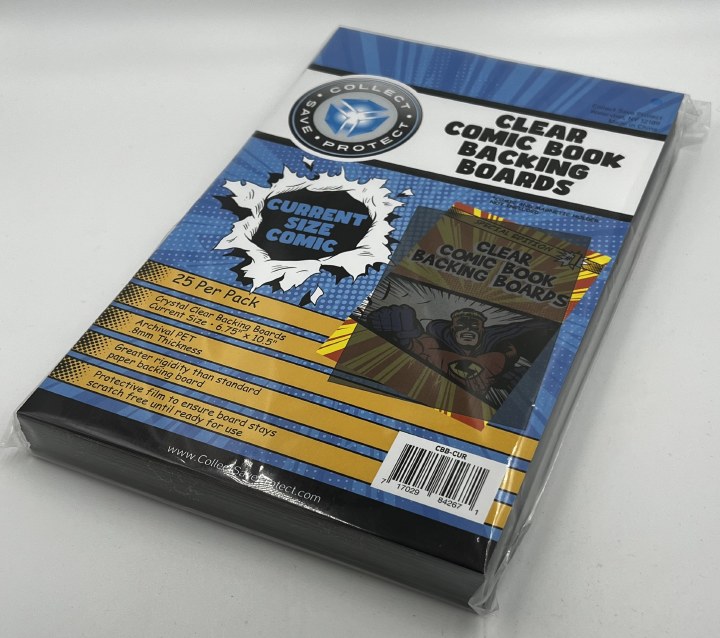 COLLECT
SAVE • PROTECT
CLEAR
COMIC BOOK
BACKING
BOARDS
CURRENT
SIZE
COMIC
CLEAR
COMIC BOOK
BACKING BOARDS
25 Per Pack
Crystal Clear Backing Boards
Current Size - 6.75" x 10.5"
Archival PET
.8mm Thickness
Greater rigidity than standard
paper backing board
Protective film to ensure board stays
scratch free until ready for use
www.CollectSaveProtect.com
CBB-CUR
7 17029 84267 1